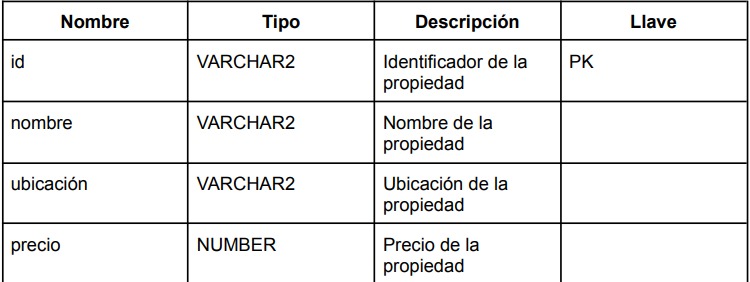 Nombre Tipo Descripción Llave
id VARCHAR2 Identificador de la propiedad PK
nombre VARCHAR2 Nombre de la propiedad
ubicación VARCHAR2 Ubicación de la propiedad
precio NUMBER Precio de la propiedad